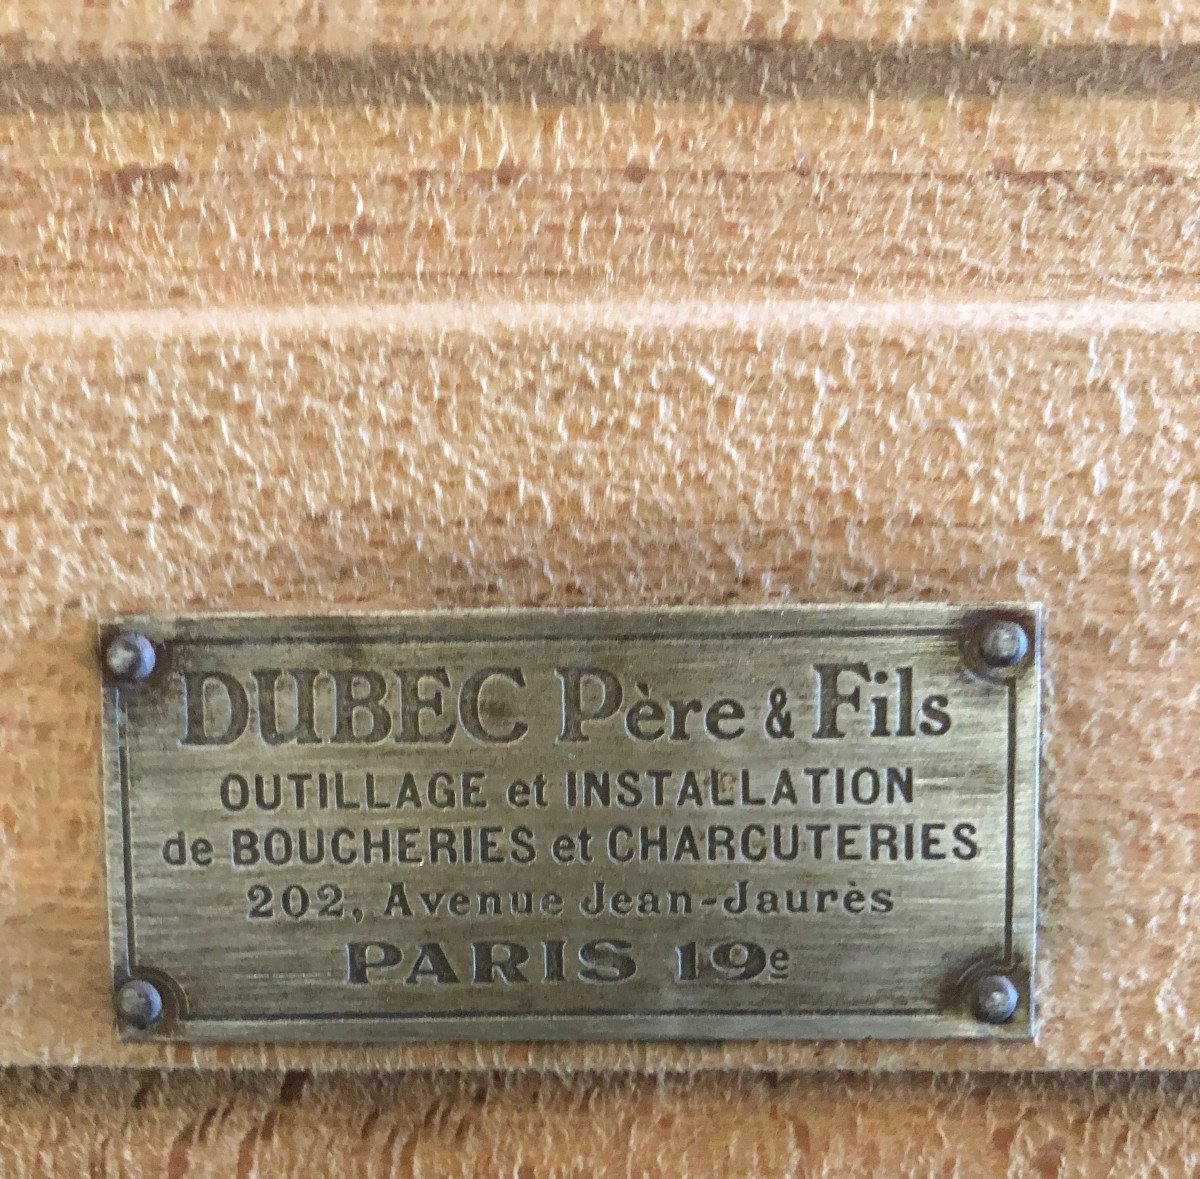 DUBEC Père & Fils
OUTILLAGE et INSTALLATION
de BOUCHERIES et CHARCUTERIES
202, Avenue Jean-Jaurès
PARIS 19e